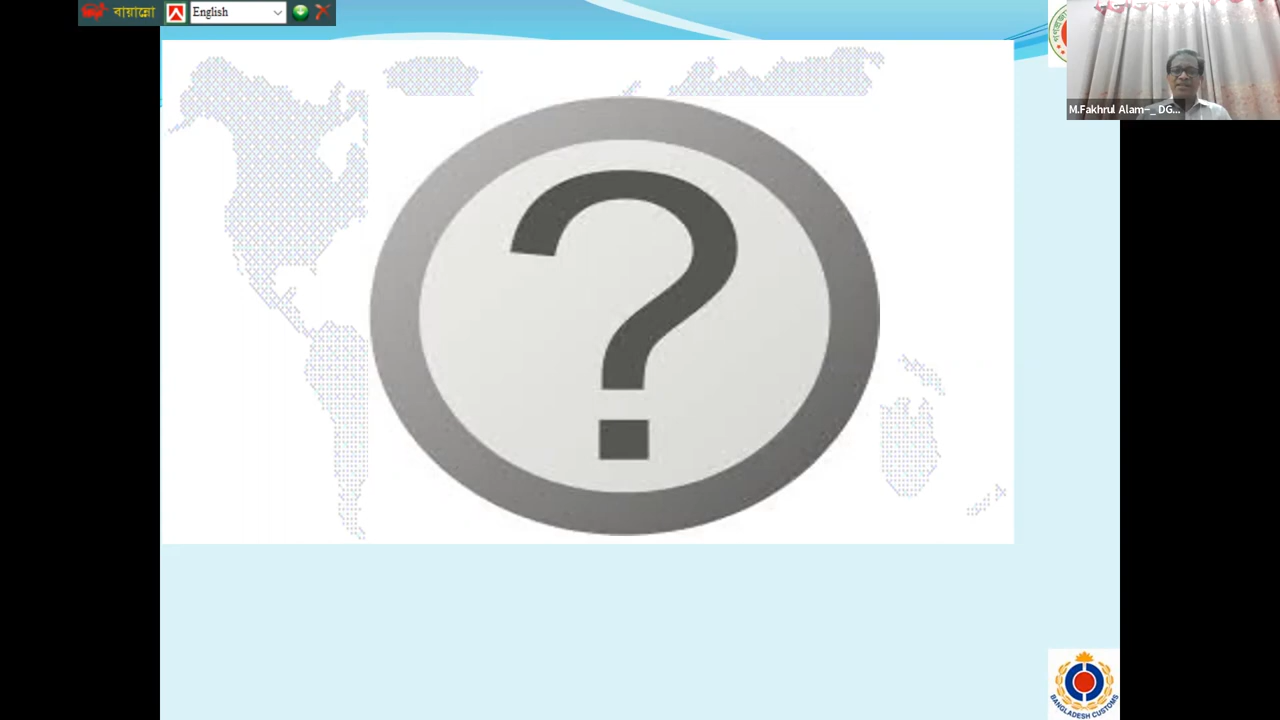 বায়ান্নো
English
M.Fakhrul Alam–_ DG...
?
BANGLADESH CUSTOMS